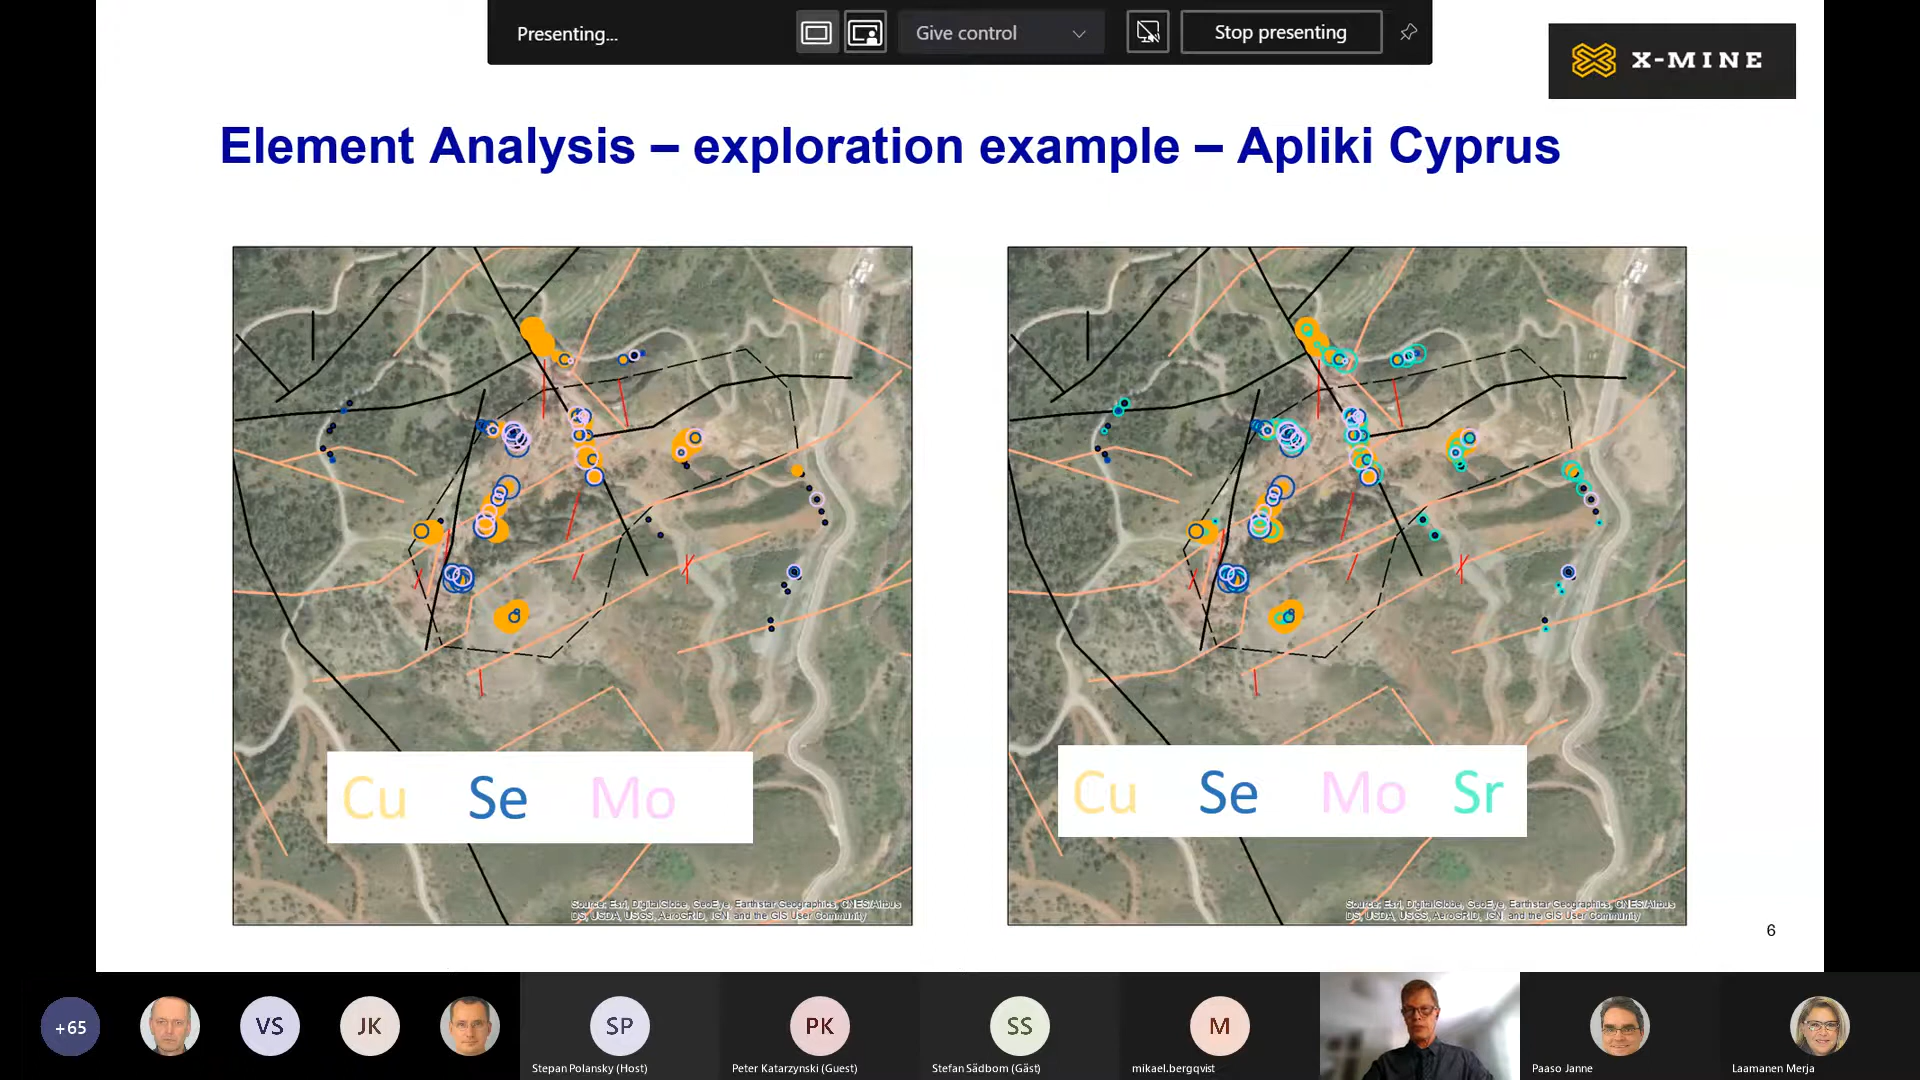 Presenting...
Give control
Stop presenting
X-MINE
Element Analysis – exploration example – Apliki Cyprus
Cu Se Mo
Source: Esri, DigitalGlobe, GeoEye, Earthstar Geographics, CNES/Airbus
DS, USDA, USGS, AeroGRID, IGN, and the GIS User Community
Cu Se Mo Sr
Source: Esri, DigitalGlobe, GeoEye, Earthstar Geographics, CNES/Airbus
DS, USDA, USGS, AeroGRID, IGN, and the GIS User Community
6
+65
VS
JK
SP
PK
SS
M
Stepan Polansky (Host)
Peter Katarzynski (Guest)
Stefan Sädbom (Gäst)
mikael.bergqvist
Paaso Janne
Laamanen Merja